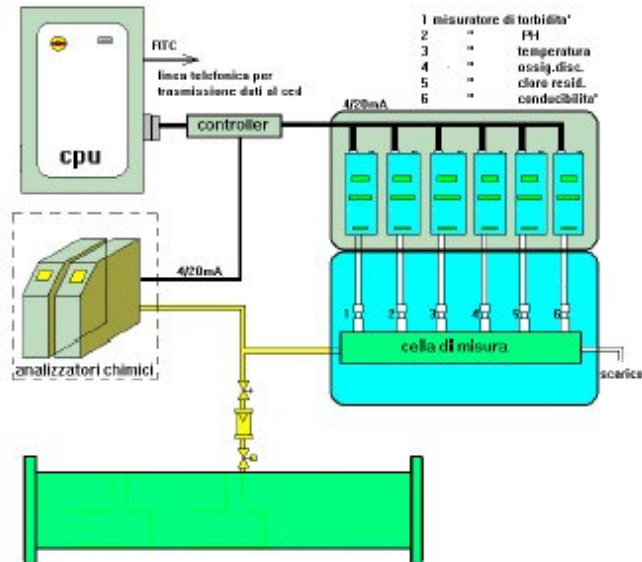 1 misuratore di torbidita'
2 " PH
3 " temperatura
4 " ossig.disc.
5 " cloro resid.
6 " conducibilita'
RTC
linea telefonica per
trasmissione dati al ced
4/20mA
controller
cpu
4/20mA
1 2 3 4 5 6
cella di misura
scarico
analizzatori chimici